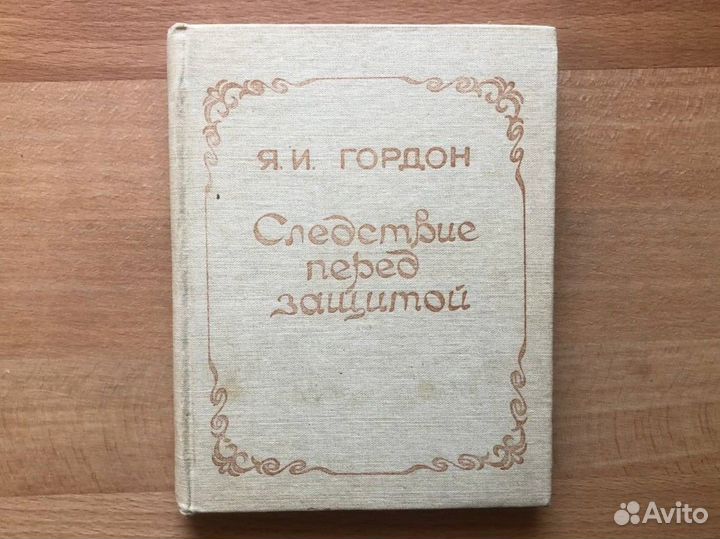 Я. И. ГОРДОН
Следствие
перед
защитой
Avito